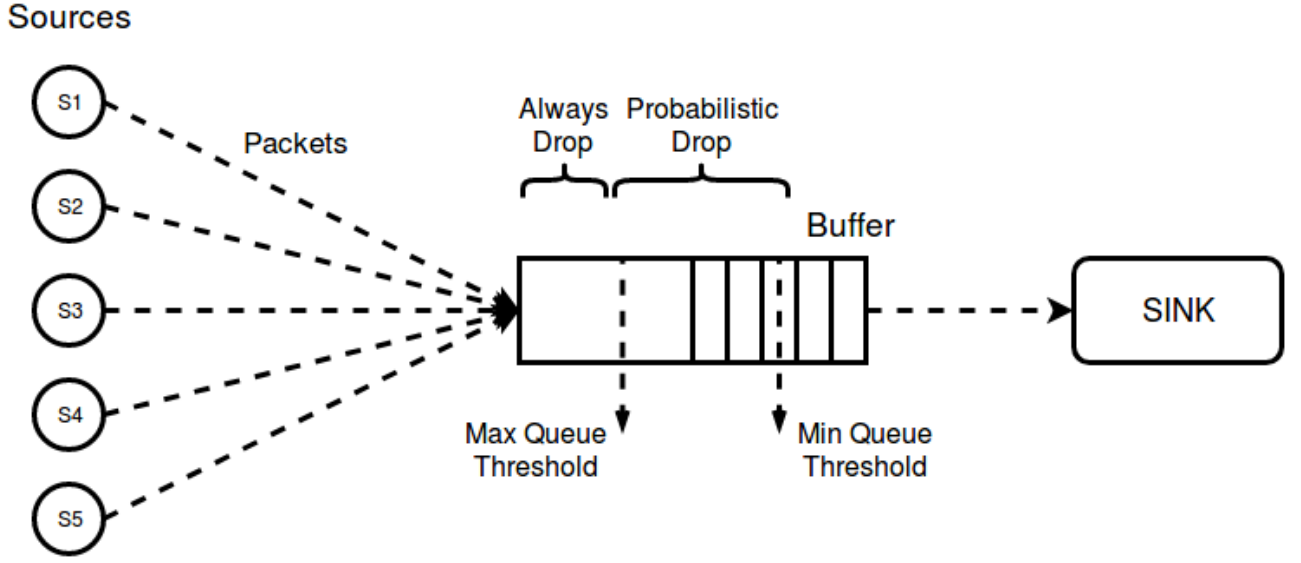 Sources
S1
S2
S3
S4
S5
Packets
Always
Drop
Probabilistic
Drop
Buffer
Max Queue
Threshold
Min Queue
Threshold
SINK